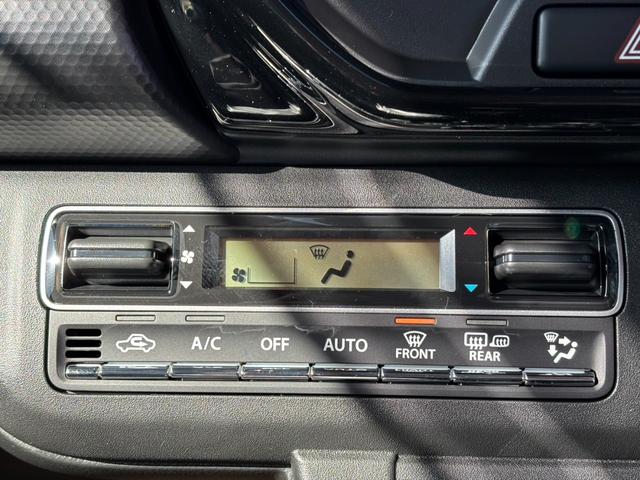 A/C OFF AUTO FRONT REAR